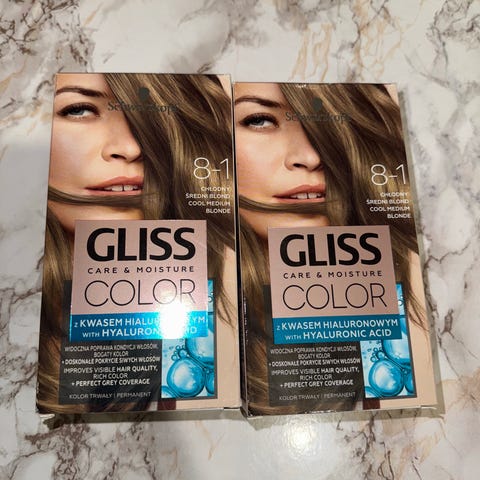 Schwarzkopf
8-1
CHŁODNY
ŚREDNI BLOND
COOL MEDIUM
BLONDE
GLISS
CARE & MOISTURE
COLOR
z KWASEM HIALURONOWYM
WITH HYALURONIC ACID
WIDOCZNA POPRAWA KONDYCJI WŁOSÓW,
BOGATY KOLOR
+ DOSKONAŁE POKRYCIE SIWYCH WŁOSÓW
IMPROVES VISIBLE HAIR QUALITY,
RICH COLOR
+ PERFECT GREY COVERAGE
KOLOR TRWAŁY | PERMANENT
Schwarzkopf
8-1
CHŁODNY
ŚREDNI BLOND
COOL MEDIUM
BLONDE
GLISS
CARE & MOISTURE
COLOR
z KWASEM HIALURONOWYM
WITH HYALURONIC ACID
WIDOCZNA POPRAWA KONDYCJI WŁOSÓW,
BOGATY KOLOR
+ DOSKONAŁE POKRYCIE SIWYCH WŁOSÓW
IMPROVES VISIBLE HAIR QUALITY,
RICH COLOR
+ PERFECT GREY COVERAGE
KOLOR TRWAŁY | PERMANENT